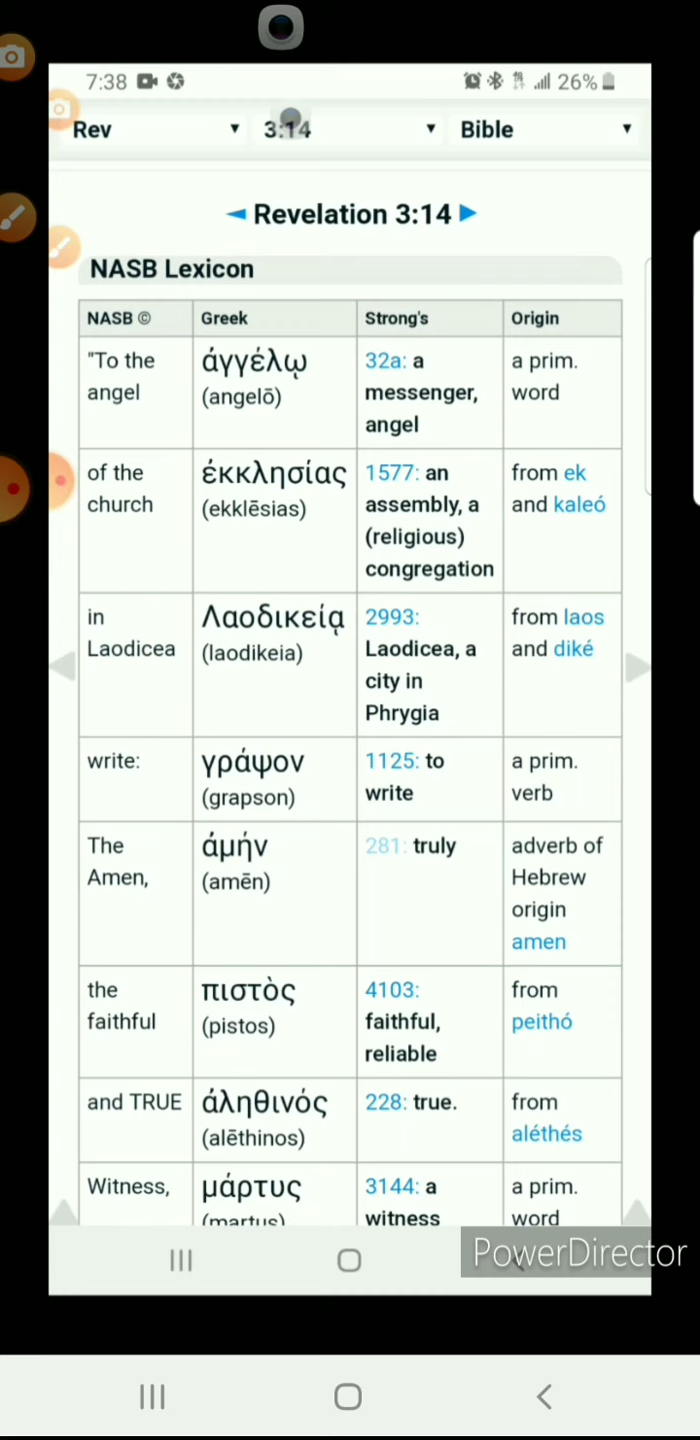 7:38 26%
Rev 3:14 Bible
Revelation 3:14
NASB Lexicon
NASB © Greek Strong's Origin
"To the angel ἀγγέλῳ (angelō) 32a: a messenger, angel a prim. word
of the church ἐκκλησίας (ekklēsias) 1577: an assembly, a (religious) congregation from ek and kaleó
in Laodicea Λαοδικείᾳ (laodikeia) 2993: Laodicea, a city in Phrygia from laos and diké
write: γράψον (grapson) 1125: to write a prim. verb
The Amen, ἀμήν (amēn) 281: truly adverb of Hebrew origin amen
the faithful πιστὸς (pistos) 4103: faithful, reliable from peithó
and TRUE ἀληθινός (alēthinos) 228: true. from aléthés
Witness, μάρτυς (martus) 3144: a witness a prim. word
PowerDirector